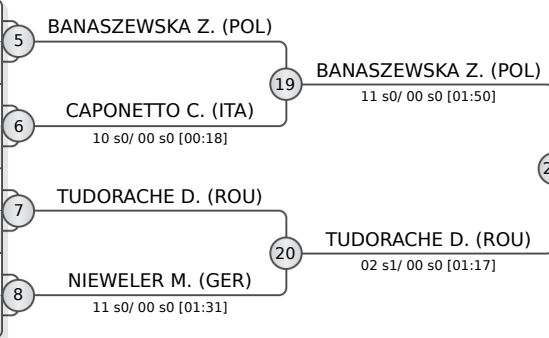 5
BANASZEWSKA Z. (POL)
19
BANASZEWSKA Z. (POL)
11 s0/ 00 s0 [01:50]
6
CAPONETTO C. (ITA)
10 s0/ 00 s0 [00:18]
7
TUDORACHE D. (ROU)
20
TUDORACHE D. (ROU)
02 s1/ 00 s0 [01:17]
8
NIEWELER M. (GER)
11 s0/ 00 s0 [01:31]